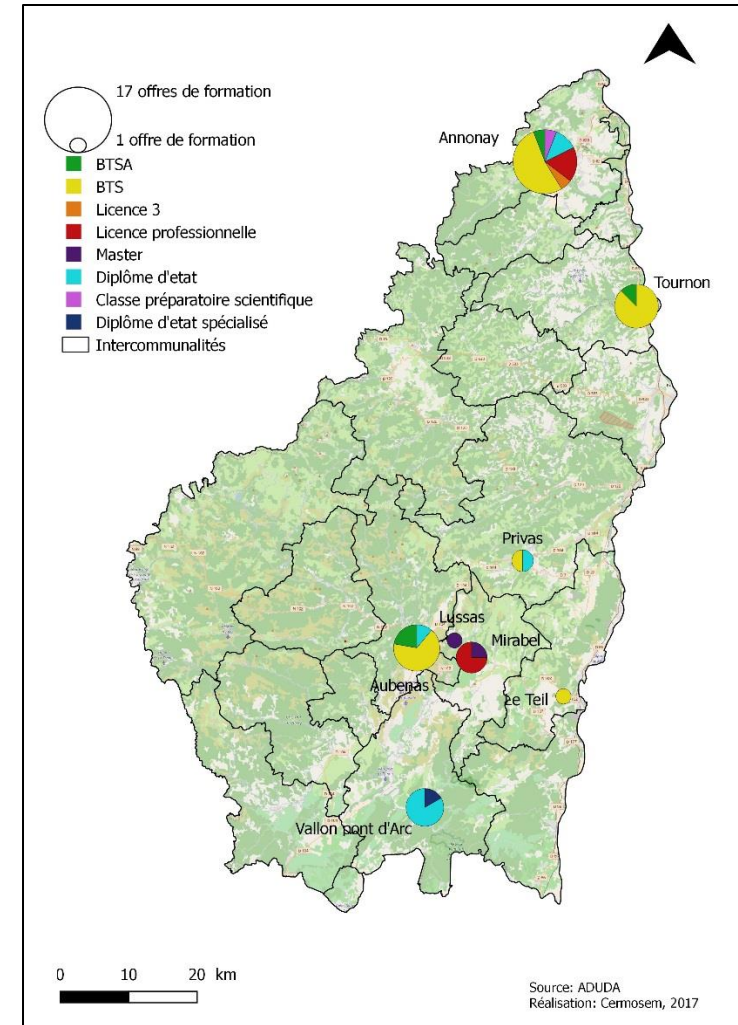 17 offres de formation
1 offre de formation
BTSA
BTS
Licence 3
Licence professionnelle
Master
Diplôme d'etat
Classe préparatoire scientifique
Diplôme d'etat spécialisé
Intercommunalités
Annonay
Tournon
Privas
Lussas
Mirabel
Aubenas
Le Teil
Vallon pont d'Arc
0 10 20 km
Source: ADUDA
Réalisation: Cermosem, 2017